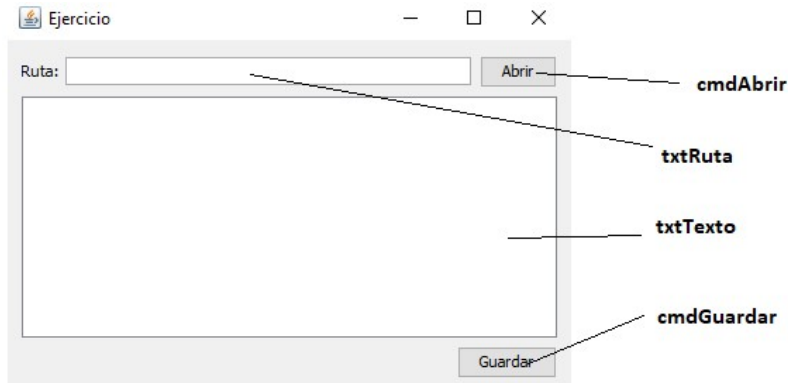 Ejercicio
Ruta:
Abrir
cmdAbrir
txtRuta
txtTexto
cmdGuardar
Guardar